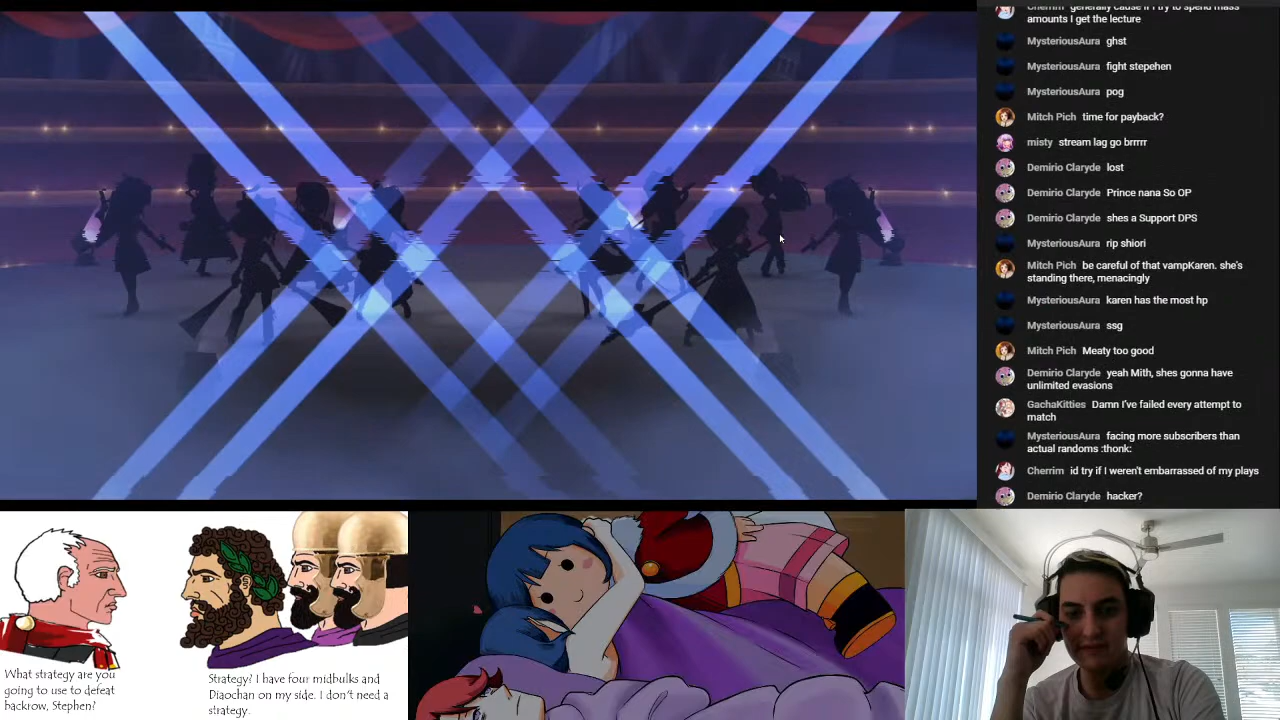 Cherrim generally cause if I try to spend mass
amounts I get the lecture
MysteriousAura ghst
MysteriousAura fight stepehen
MysteriousAura pog
Mitch Pich time for payback?
misty stream lag go brrrrr
Demirio Claryde lost
Demirio Claryde Prince nana So OP
Demirio Claryde shes a Support DPS
MysteriousAura rip shiori
Mitch Pich be careful of that vampKaren. she's
standing there, menacingly
MysteriousAura karen has the most hp
MysteriousAura ssg
Mitch Pich Meaty too good
Demirio Claryde yeah Mith, shes gonna have
unlimited evasions
GachaKitties Damn I've failed every attempt to
match
MysteriousAura facing more subscribers than
actual randoms :thonk:
Cherrim id try if I weren't embarrassed of my plays
Demirio Claryde hacker?
What strategy are you
going to use to defeat
hackrow, Stephen?
Strategy? I have four midhulks and
Diaochan on my side. I don't need a
strategy.